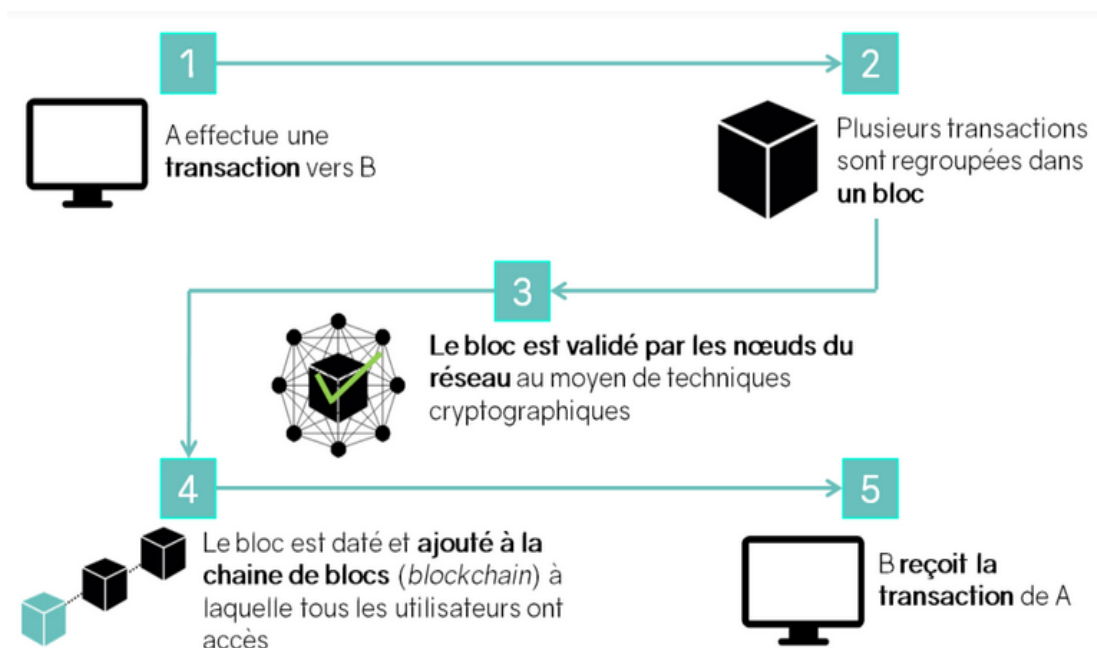 1
A effectue une
transaction vers B
2
Plusieurs transactions
sont regroupées dans
un bloc
3
Le bloc est validé par les nœuds du
réseau au moyen de techniques
cryptographiques
4
Le bloc est daté et ajouté à la
chaine de blocs (blockchain) à
laquelle tous les utilisateurs ont
accès
5
B reçoit la
transaction de A